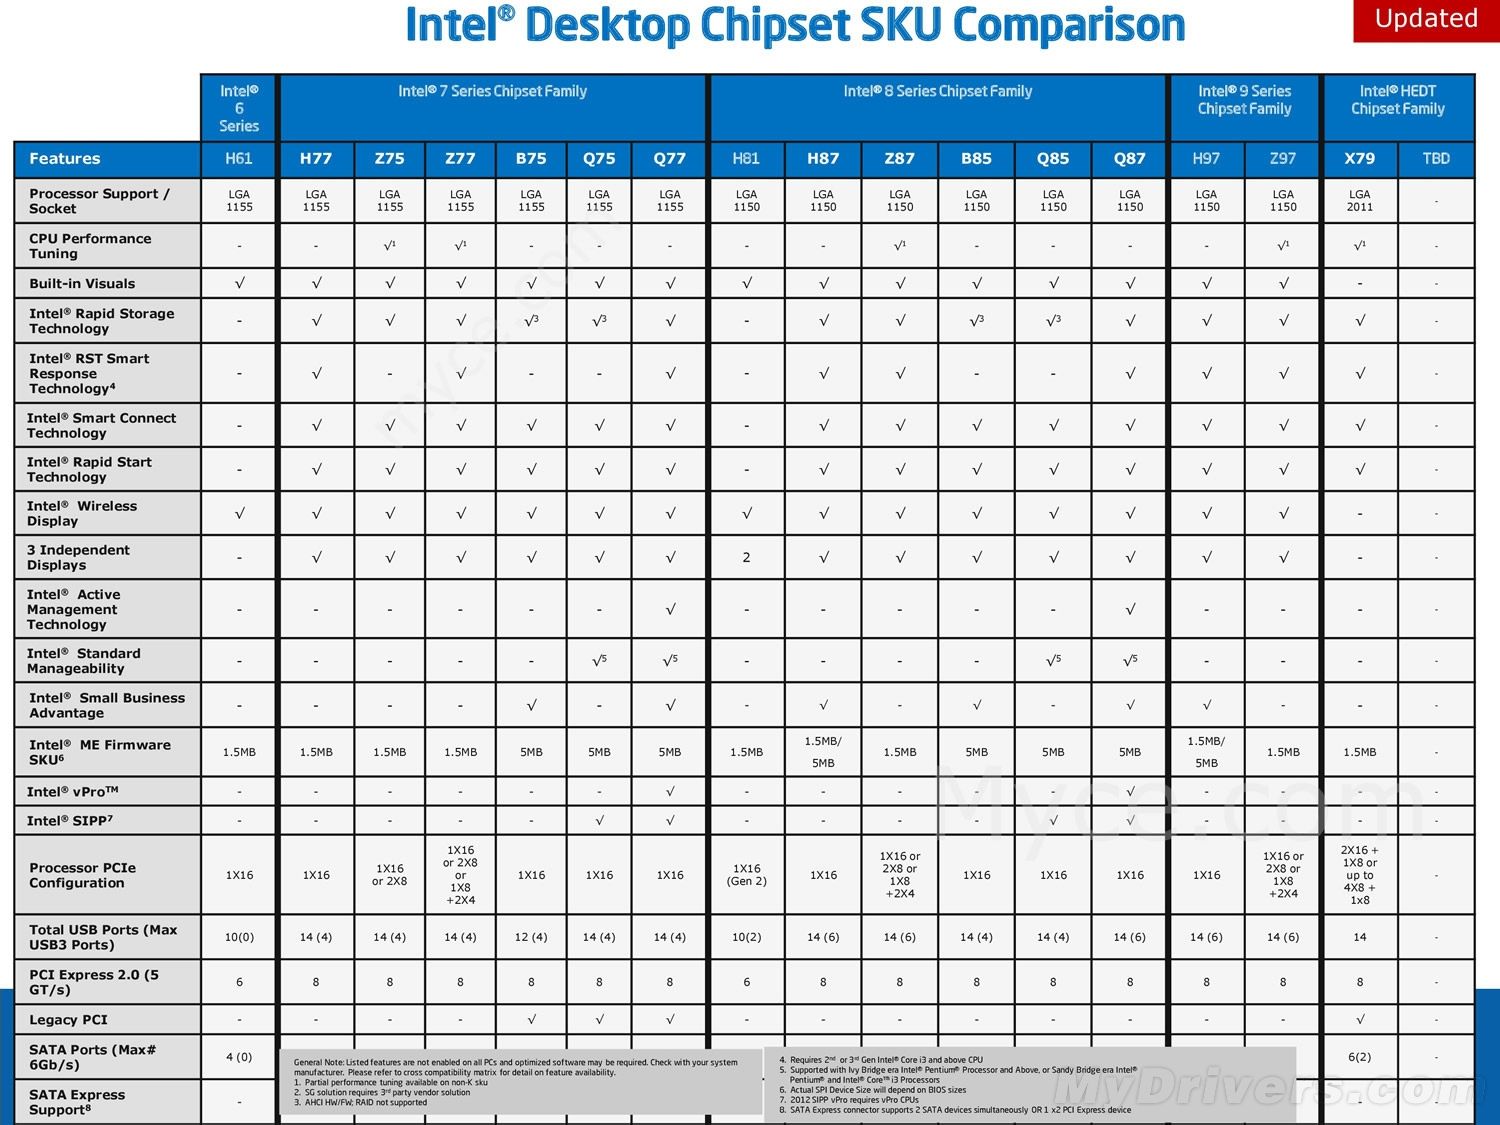 Intel® Desktop Chipset SKU Comparison
Updated
Intel® 6 Series | Intel® 7 Series Chipset Family | Intel® 8 Series Chipset Family | Intel® 9 Series Chipset Family | Intel® HEDT Chipset Family
Features | H61 | H77 | Z75 | Z77 | B75 | Q75 | Q77 | H81 | H87 | Z87 | B85 | Q85 | Q87 | H97 | Z97 | X79 | TBD
Processor Support / Socket | LGA 1155 | LGA 1155 | LGA 1155 | LGA 1155 | LGA 1155 | LGA 1155 | LGA 1155 | LGA 1150 | LGA 1150 | LGA 1150 | LGA 1150 | LGA 1150 | LGA 1150 | LGA 1150 | LGA 1150 | LGA 2011 | -
CPU Performance Tuning | - | - | √1 | √1 | - | - | - | - | - | √1 | - | - | - | - | √1 | √1 | -
Built-in Visuals | √ | √ | √ | √ | √ | √ | √ | √ | √ | √ | √ | √ | √ | √ | √ | - | -
Intel® Rapid Storage Technology | - | √ | √ | √ | √3 | √3 | √ | - | √ | √ | √3 | √3 | √ | √ | √ | √ | -
Intel® RST Smart Response Technology4 | - | √ | - | √ | - | - | √ | - | √ | √ | - | - | √ | √ | √ | √ | -
Intel® Smart Connect Technology | - | √ | √ | √ | √ | √ | √ | - | √ | √ | √ | √ | √ | √ | √ | √ | -
Intel® Rapid Start Technology | - | √ | √ | √ | √ | √ | √ | - | √ | √ | √ | √ | √ | √ | √ | √ | -
Intel® Wireless Display | √ | √ | √ | √ | √ | √ | √ | √ | √ | √ | √ | √ | √ | √ | √ | - | -
3 Independent Displays | - | √ | √ | √ | √ | √ | √ | 2 | √ | √ | √ | √ | √ | √ | √ | - | -
Intel® Active Management Technology | - | - | - | - | - | - | √ | - | - | - | - | - | √ | - | - | - | -
Intel® Standard Manageability | - | - | - | - | - | √5 | √5 | - | - | - | - | √5 | √5 | - | - | - | -
Intel® Small Business Advantage | - | - | - | - | √ | - | √ | - | √ | - | √ | - | √ | √ | - | - | -
Intel® ME Firmware SKU6 | 1.5MB | 1.5MB | 1.5MB | 1.5MB | 5MB | 5MB | 5MB | 1.5MB | 1.5MB/ 5MB | 1.5MB | 5MB | 5MB | 5MB | 1.5MB/ 5MB | 1.5MB | 1.5MB | -
Intel® vPro™ | - | - | - | - | - | - | √ | - | - | - | - | - | √ | - | - | - | -
Intel® SIPP7 | - | - | - | - | - | √ | √ | - | - | - | - | √ | √ | - | - | - | -
Processor PCIe Configuration | 1X16 | 1X16 | 1X16 or 2X8 | 1X16 or 2X8 or 1X8 +2X4 | 1X16 | 1X16 | 1X16 | 1X16 (Gen 2) | 1X16 | 1X16 or 2X8 or 1X8 +2X4 | 1X16 | 1X16 | 1X16 | 1X16 | 1X16 or 2X8 or 1X8 +2X4 | 2X16 + 1X8 or up to 4X8 + 1x8 | -
Total USB Ports (Max USB3 Ports) | 10(0) | 14 (4) | 14 (4) | 14 (4) | 12 (4) | 14 (4) | 14 (4) | 10(2) | 14 (6) | 14 (6) | 14 (4) | 14 (4) | 14 (6) | 14 (6) | 14 (6) | 14 | -
PCI Express 2.0 (5 GT/s) | 6 | 8 | 8 | 8 | 8 | 8 | 8 | 6 | 8 | 8 | 8 | 8 | 8 | 8 | 8 | 8 | -
Legacy PCI | - | - | - | - | √ | √ | √ | - | - | - | - | - | - | - | - | √ | -
SATA Ports (Max# 6Gb/s) | 4 (0) | 6(2) | -
SATA Express Support8 | - | - | -
General Note: Listed features are not enabled on all PCs and optimized software may be required. Check with your system
manufacturer. Please refer to cross compatibility matrix for detail on feature availability.
1. Partial performance tuning available on non-K sku
2. SG solution requires 3rd party vendor solution
3. AHCI HW/FW; RAID not supported
4. Requires 2nd or 3rd Gen Intel® Core i3 and above CPU
5. Supported with Ivy Bridge era Intel® Pentium® Processor and Above, or Sandy Bridge era Intel®
Pentium® and Intel® Core™ i3 Processors
6. Actual SPI Device Size will depend on BIOS sizes
7. 2012 SIPP vPro requires vPro CPUs
8. SATA Express connector supports 2 SATA devices simultaneously OR 1 x2 PCI Express device
myce.com
Myce.com
MyDrivers.com